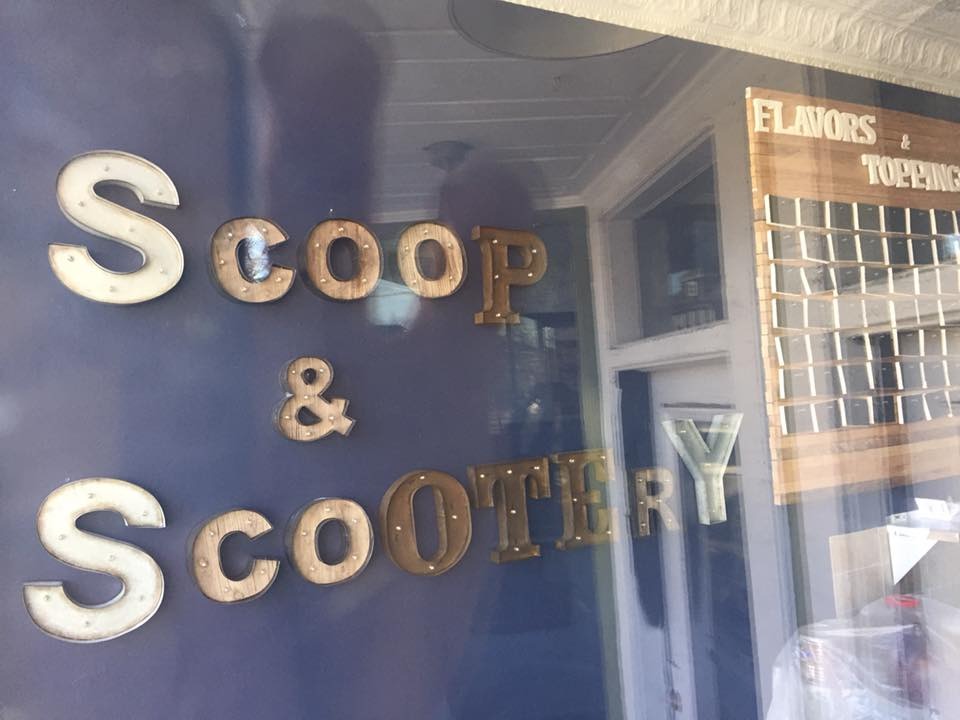 Scoop
&
ScooTERY
FLAVORS
&
TOPPINGS